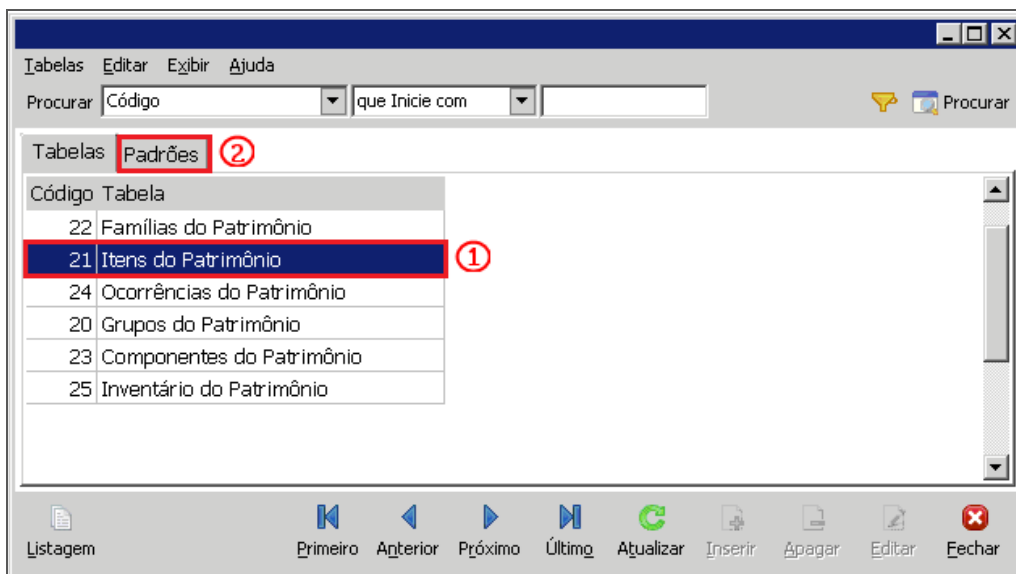 Tabelas Editar Exibir Ajuda
Procurar Código que Inicie com Procurar
Tabelas Padrões 2
Código Tabela
22 Famílias do Patrimônio
21 Itens do Patrimônio 1
24 Ocorrências do Patrimônio
20 Grupos do Patrimônio
23 Componentes do Patrimônio
25 Inventário do Patrimônio
Listagem Primeiro Anterior Próximo Último Atualizar Inserir Apagar Editar Fechar